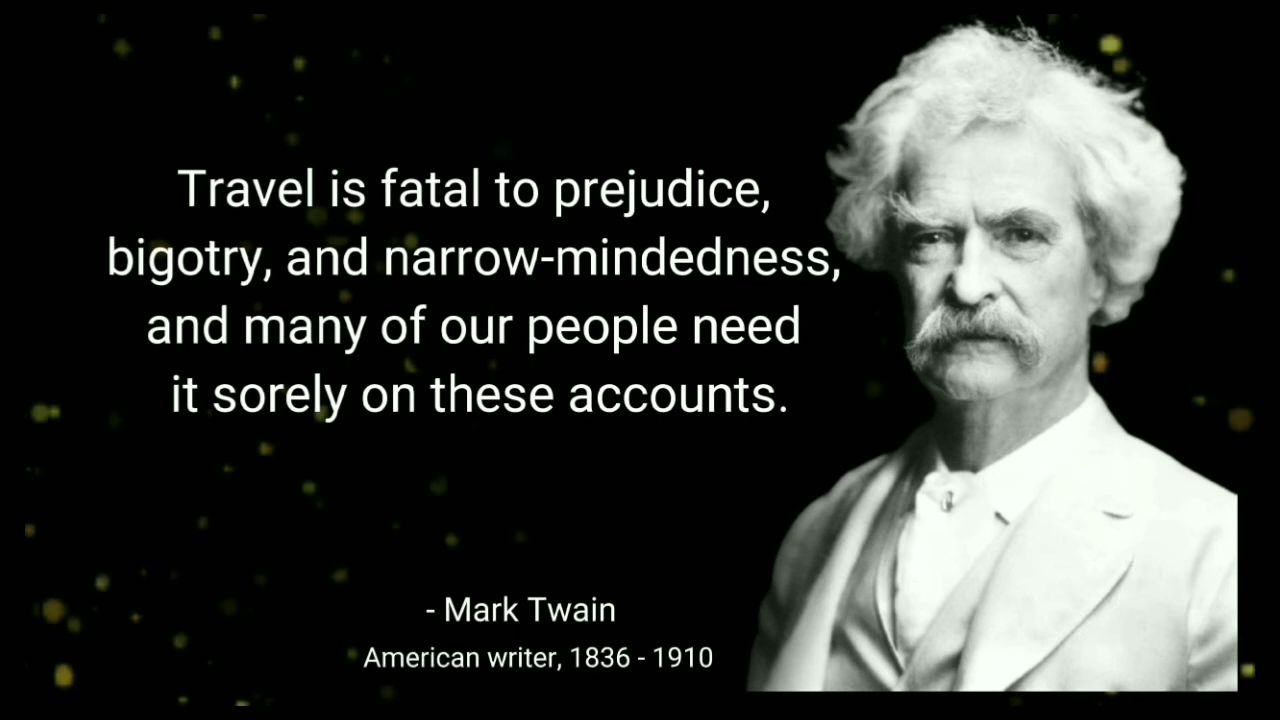 Travel is fatal to prejudice,
bigotry, and narrow-mindedness,
and many of our people need
it sorely on these accounts.
- Mark Twain
American writer, 1836 - 1910